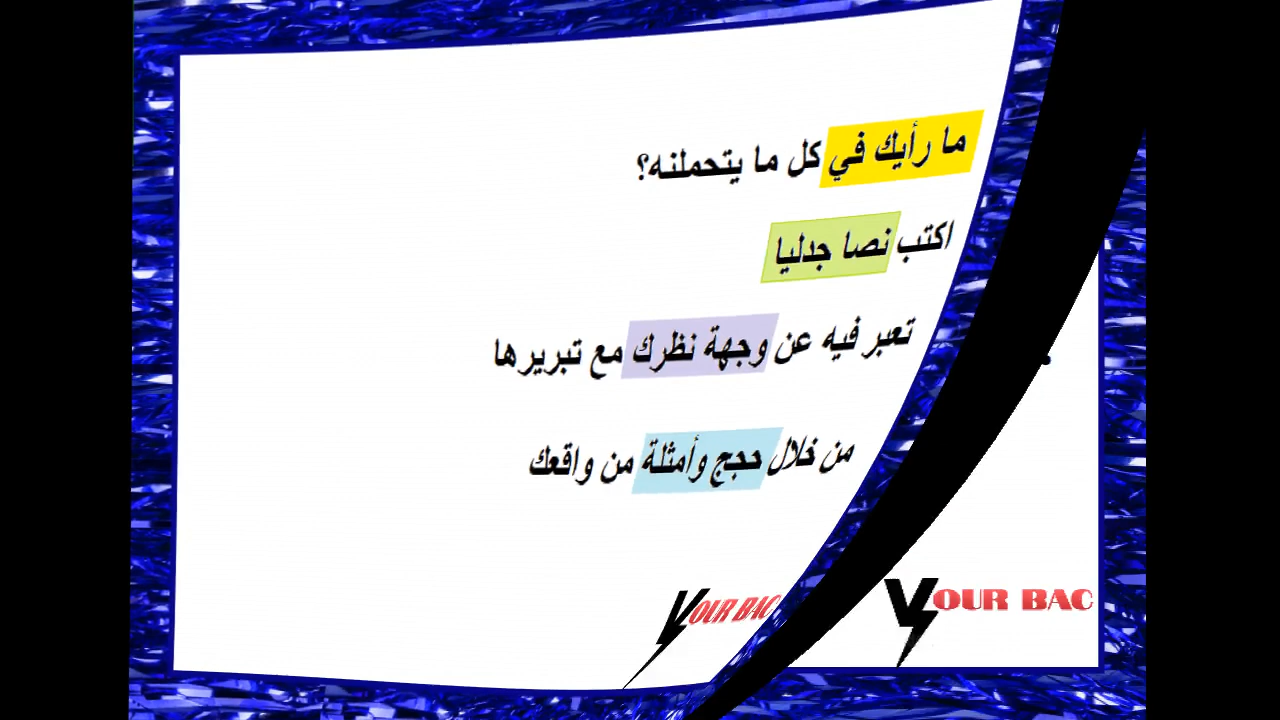 ما رأيك في كل ما يتحملنه؟
اكتب نصا جدليا
تعبر فيه عن وجهة نظرك مع تبريرها
من خلال حجج وأمثلة من واقعك
YOUR BAC
YOUR BAC